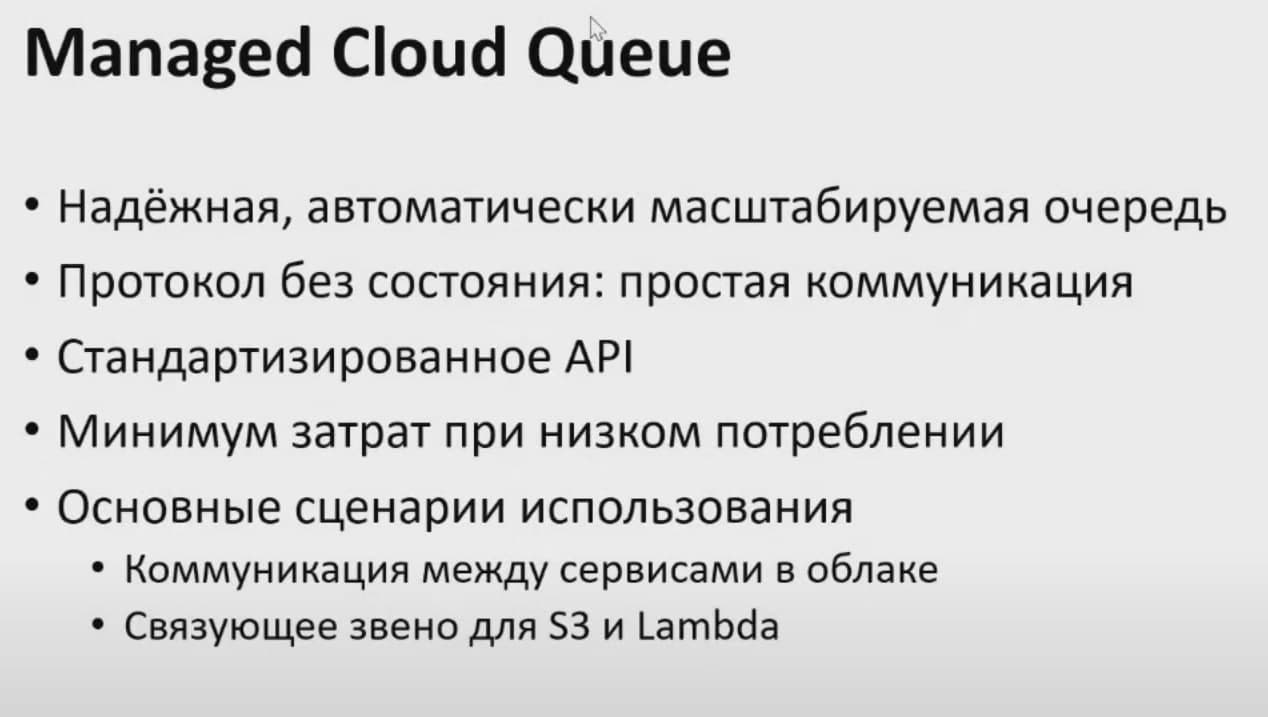 Managed Cloud Queue
• Надёжная, автоматически масштабируемая очередь
• Протокол без состояния: простая коммуникация
• Стандартизированное API
• Минимум затрат при низком потреблении
• Основные сценарии использования
• Коммуникация между сервисами в облаке
• Связующее звено для S3 и Lambda